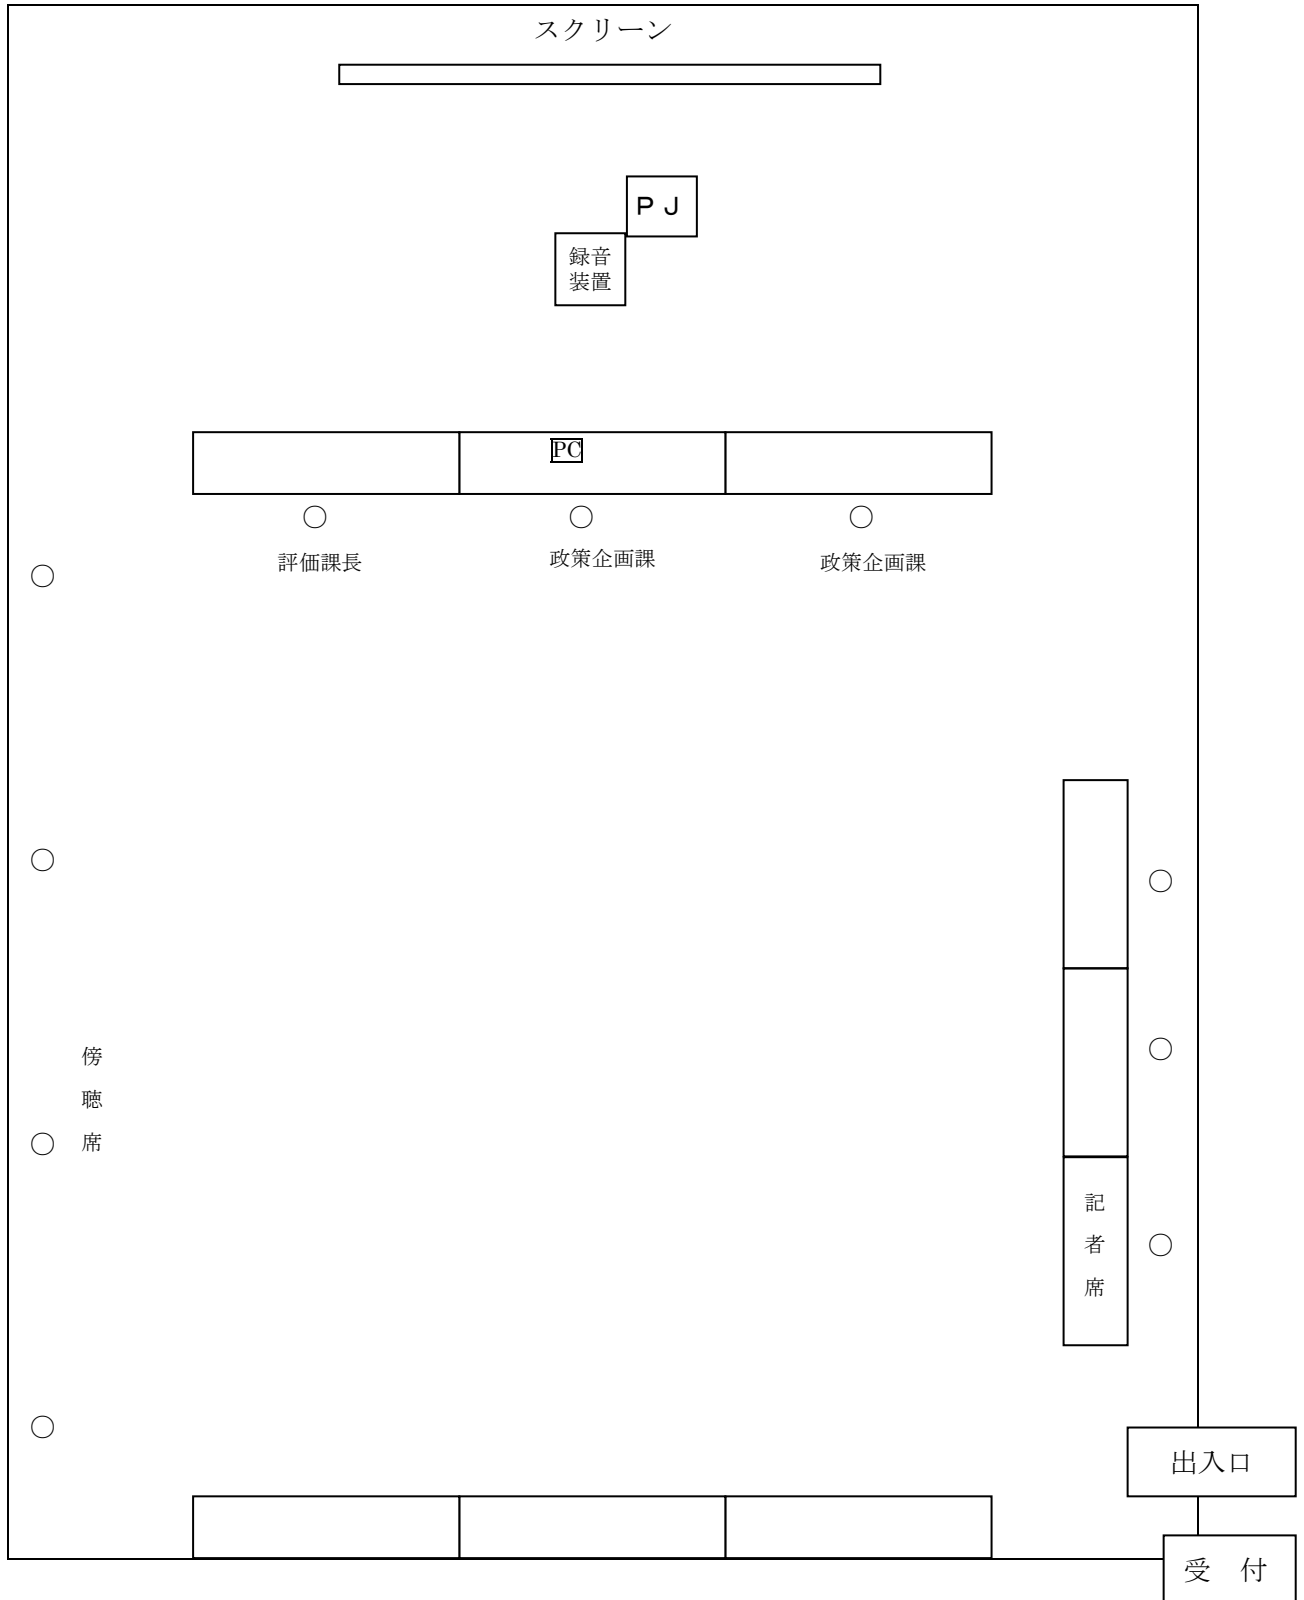 スクリーン
ＰＪ
録音
装置
PC
評価課長
政策企画課
政策企画課
傍聴席
記者席
出入口
受　付